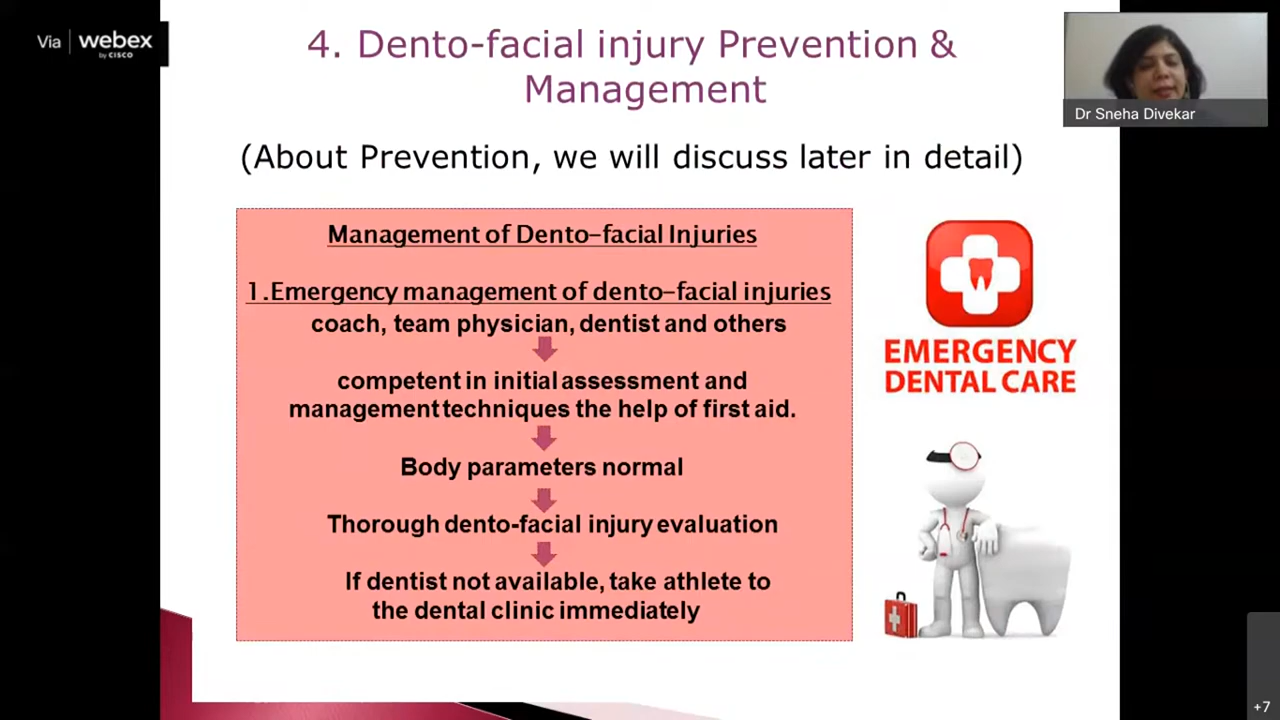 Via webex
by CISCO
4. Dento-facial injury Prevention &
Management
Dr Sneha Divekar
(About Prevention, we will discuss later in detail)
Management of Dento-facial Injuries
1.Emergency management of dento-facial injuries
coach, team physician, dentist and others
competent in initial assessment and
management techniques the help of first aid.
Body parameters normal
Thorough dento-facial injury evaluation
If dentist not available, take athlete to
the dental clinic immediately
EMERGENCY
DENTAL CARE
+7